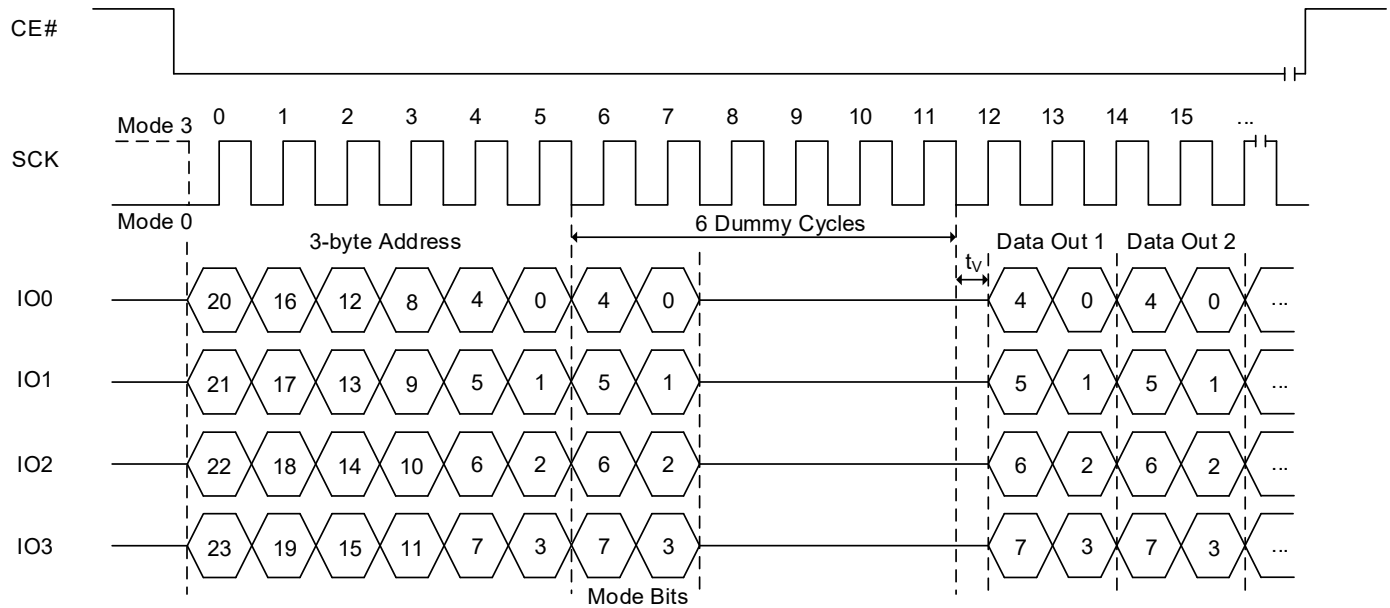 CE#
Mode 3
0 1 2 3 4 5 6 7 8 9 10 11 12 13 14 15 ...
SCK
Mode 0
6 Dummy Cycles
3-byte Address
Data Out 1 Data Out 2
tV
IO0 20 16 12 8 4 0 4 0 4 0 4 0 ...
IO1 21 17 13 9 5 1 5 1 5 1 5 1 ...
IO2 22 18 14 10 6 2 6 2 6 2 6 2 ...
IO3 23 19 15 11 7 3 7 3 7 3 7 3 ...
Mode Bits